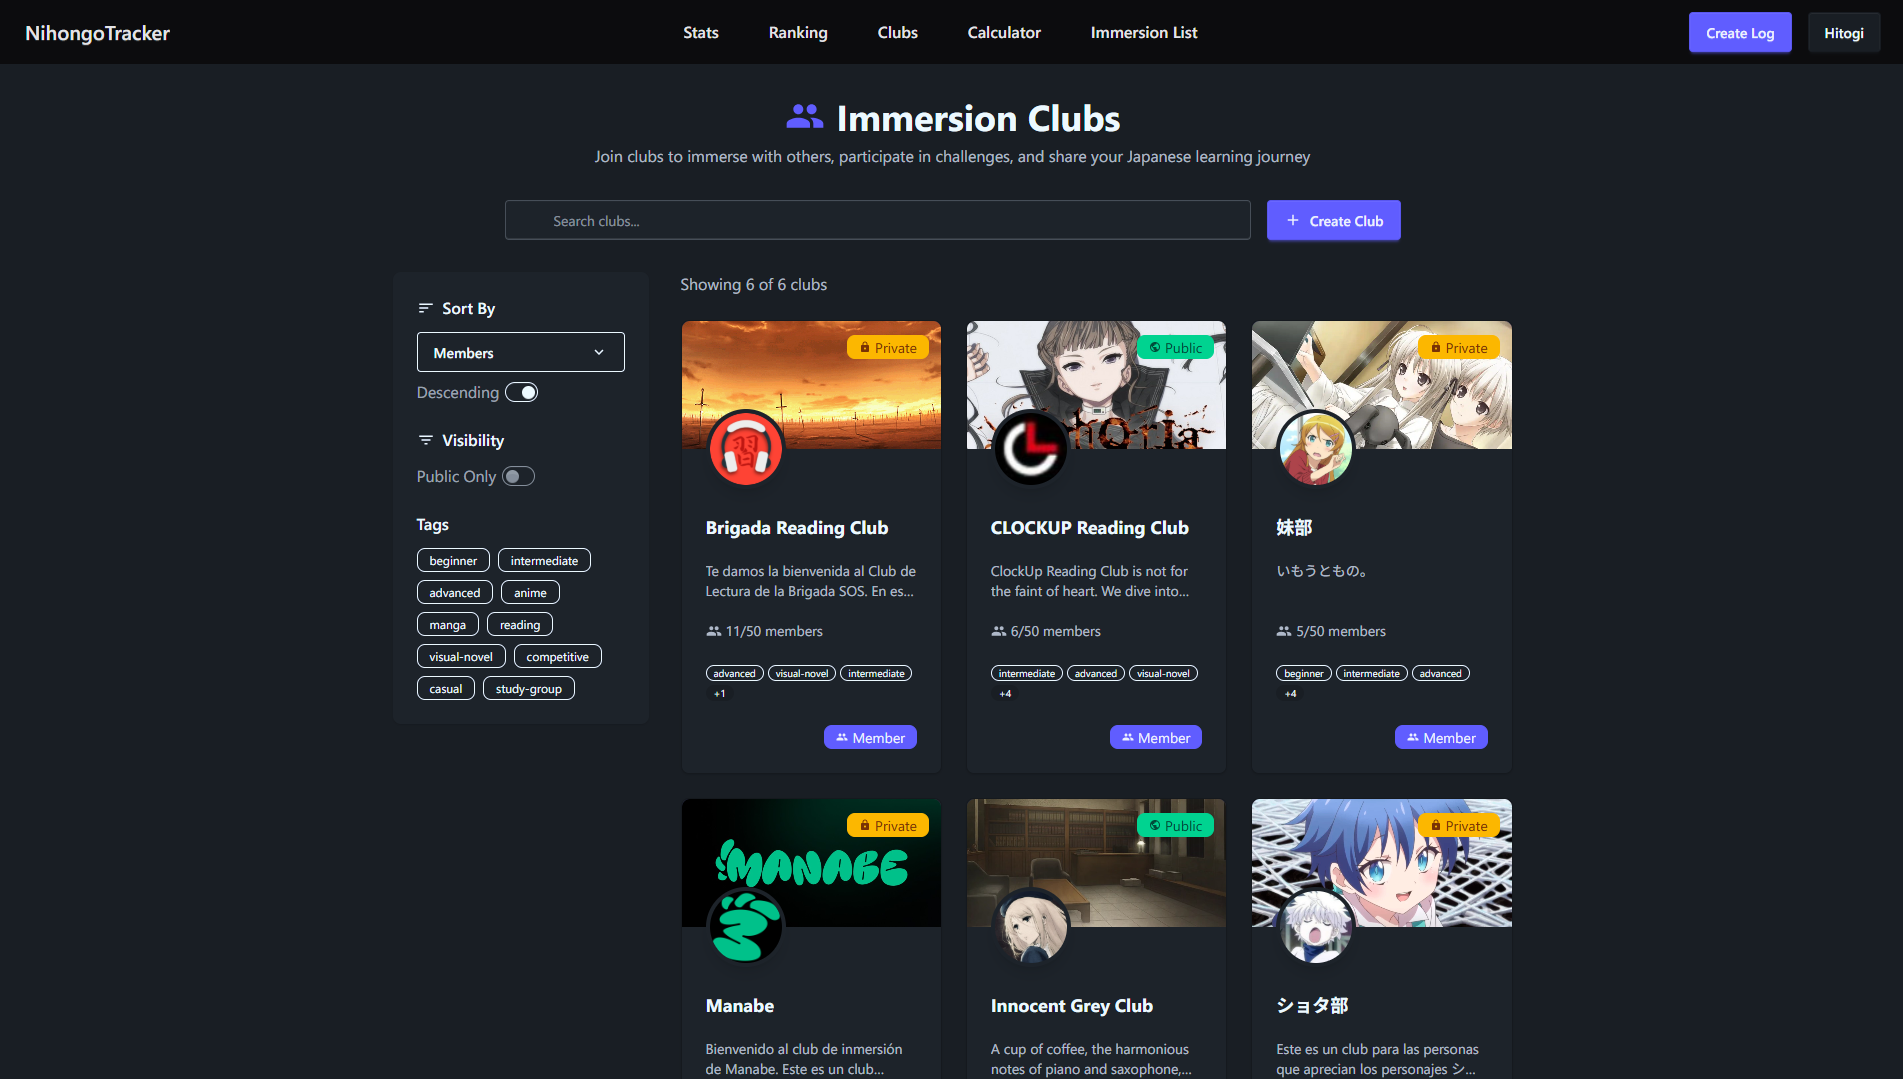 NihongoTracker
Stats
Ranking
Clubs
Calculator
Immersion List
Create Log
Hitogi
Immersion Clubs
Join clubs to immerse with others, participate in challenges, and share your Japanese learning journey
Search clubs...
Create Club
Sort By
Members
Descending
Visibility
Public Only
Tags
beginner
intermediate
advanced
anime
manga
reading
visual-novel
competitive
casual
study-group
Showing 6 of 6 clubs
Private
習
Brigada Reading Club
Te damos la bienvenida al Club de
Lectura de la Brigada SOS. En es...
11/50 members
advanced
visual-novel
intermediate
+1
Member
Public
CLOCKUP Reading Club
ClockUp Reading Club is not for
the faint of heart. We dive into...
6/50 members
intermediate
advanced
visual-novel
+4
Member
Private
妹部
いもうともの。
5/50 members
beginner
intermediate
advanced
+4
Member
Private
MANABE
Manabe
Bienvenido al club de inmersión
de Manabe. Este es un club...
Public
Innocent Grey Club
A cup of coffee, the harmonious
notes of piano and saxophone,...
Private
ショタ部
Este es un club para las personas
que aprecian los personajes シ...